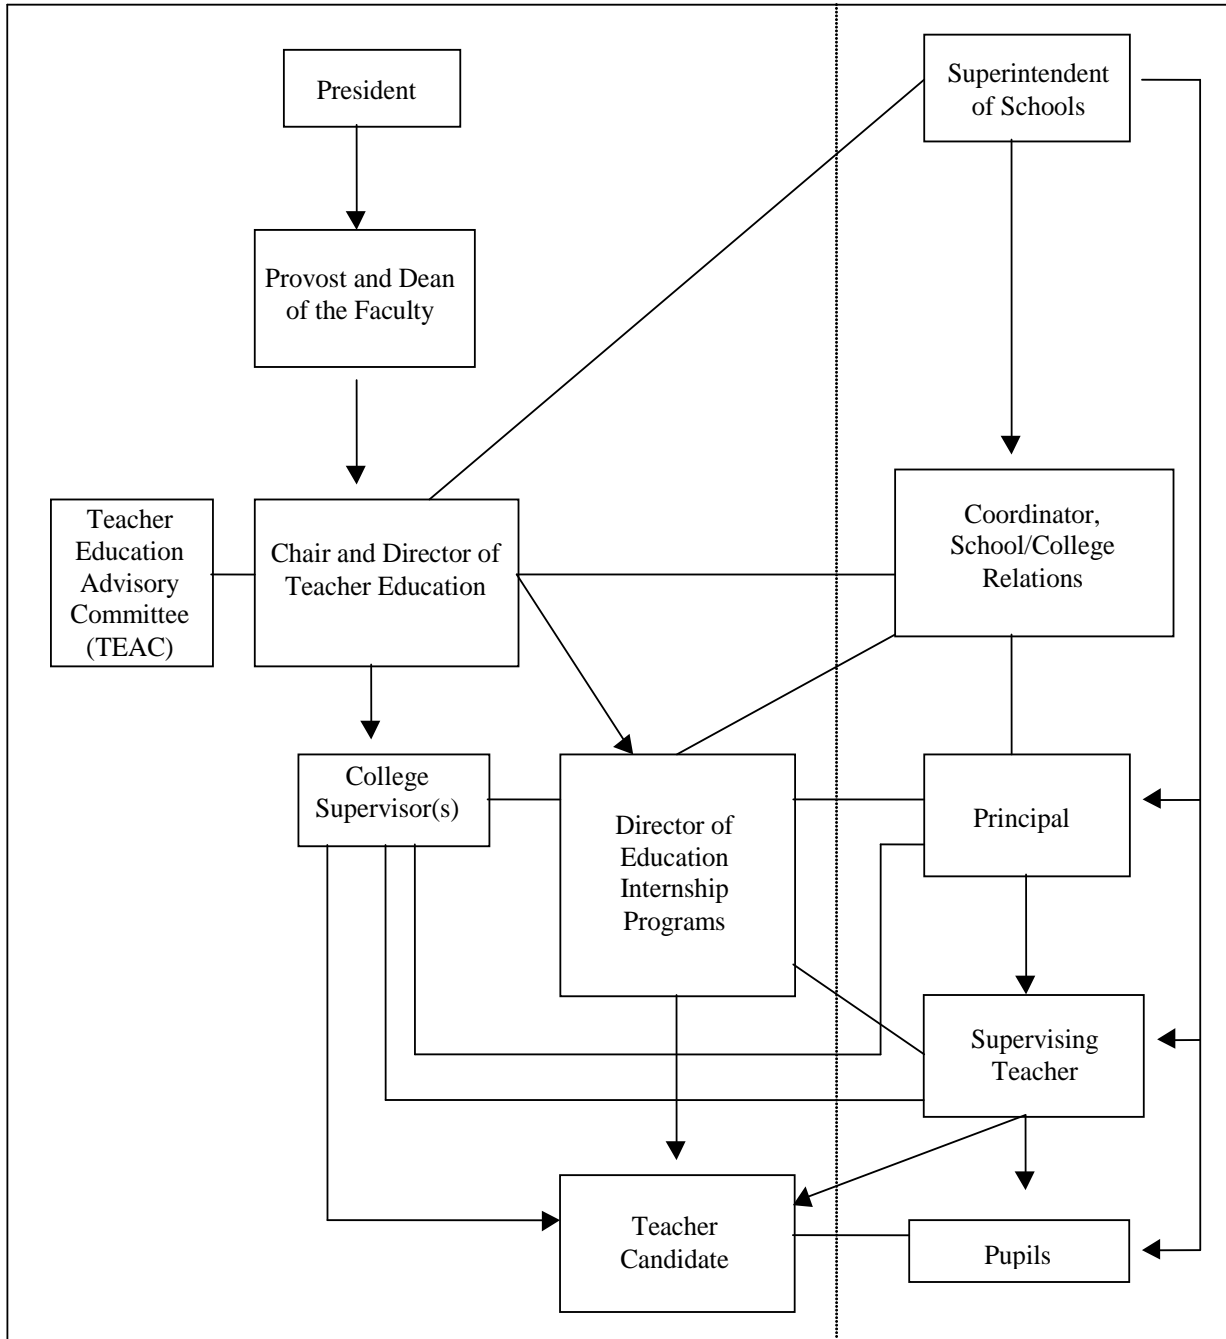 President
Superintendent
of Schools
Provost and Dean
of the Faculty
Teacher
Education
Advisory
Committee
(TEAC)
Chair and Director of
Teacher Education
Coordinator,
School/College
Relations
College
Supervisor(s)
Director of
Education
Internship
Programs
Principal
Supervising
Teacher
Teacher
Candidate
Pupils